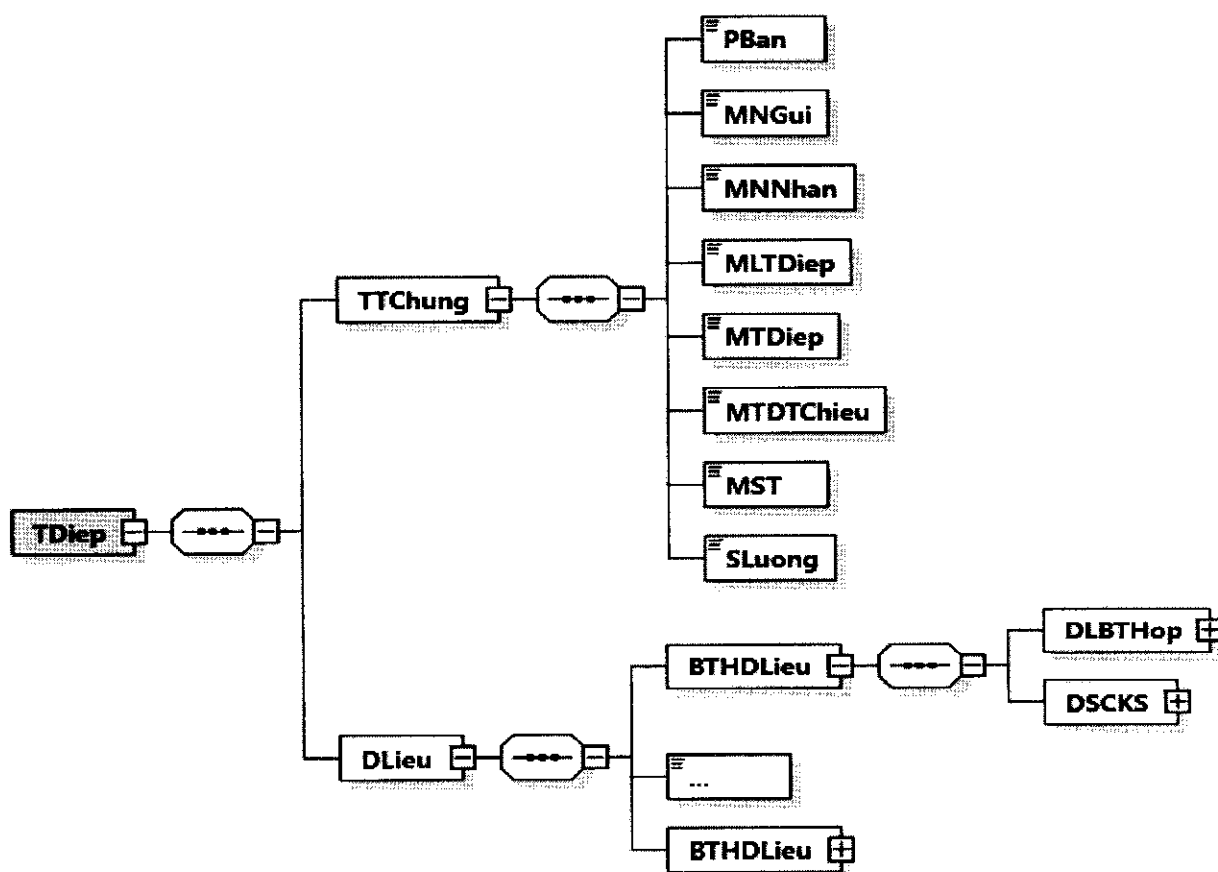 PBan
MNGui
MNNhan
MLTDiep
TTChung
MTDiep
MTDTChieu
MST
TDiep
SLuong
DLBTHop
BTHDLieu
DSCKS
DLieu
...
BTHDLieu